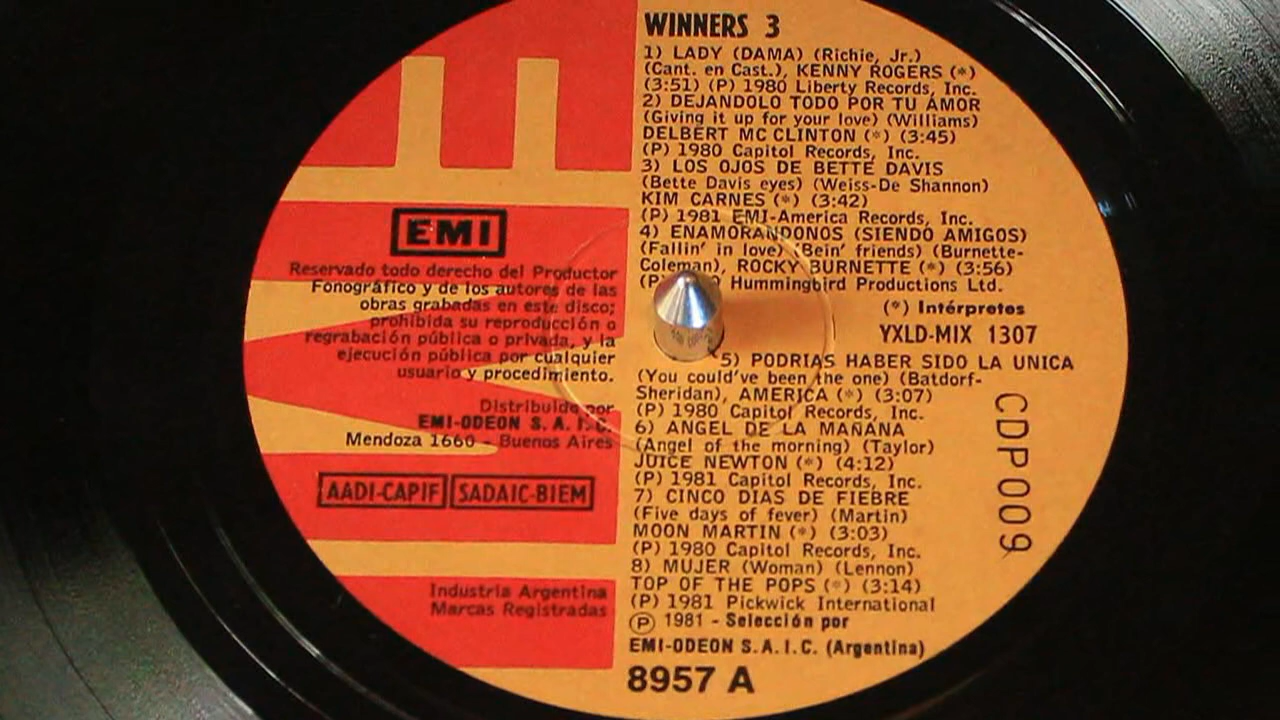 WINNERS 3
1) LADY (DAMA) (Richie, Jr.)
(Cant. en Cast.), KENNY ROGERS (*)
(3:51) (P) 1980 Liberty Records, Inc.
2) DEJANDOLO TODO POR TU AMOR
(Giving it up for your love) (Williams)
DELBERT MC CLINTON (*) (3:45)
(P) 1980 Capitol Records, Inc.
3) LOS OJOS DE BETTE DAVIS
(Bette Davis eyes) (Weiss-De Shannon)
KIM CARNES (*) (3:42)
(P) 1981 EMI-America Records, Inc.
4) ENAMORANDONOS (SIENDO AMIGOS)
(Fallin' in love) (Bein' friends) (Burnette-
Coleman), ROCKY BURNETTE (*) (3:56)
Hummingbird Productions Ltd.
(*) Intérpretes
YXLD-MIX 1307
5) PODRIAS HABER SIDO LA UNICA
(You could've been the one) (Batdorf-
Sheridan), AMERICA (*) (3:07)
(P) 1980 Capitol Records, Inc.
6) ANGEL DE LA MAÑANA
(Angel of the morning) (Taylor)
JUICE NEWTON (*) (4:12)
(P) 1981 Capitol Records, Inc.
7) CINCO DIAS DE FIEBRE
(Five days of fever) (Martin)
MOON MARTIN (*) (3:03)
(P) 1980 Capitol Records, Inc.
8) MUJER (Woman) (Lennon)
TOP OF THE POPS (*) (3:14)
(P) 1981 Pickwick International
Ⓟ 1981 - Selección por
EMI-ODEON S.A.I.C. (Argentina)
8957 A
CDP009
EMI
Reservado todo derecho del Productor
Fonográfico y de los autores de las
obras grabadas en este disco;
prohibida su reproducción o
regrabación pública o privada, y la
ejecución pública por cualquier
usuario y procedimiento.
Distribuido por
EMI-ODEON S.A.I.C.
Mendoza 1660 - Buenos Aires
AADI-CAPIF SADAIC-BIEM
Industria Argentina
Marcas Registradas